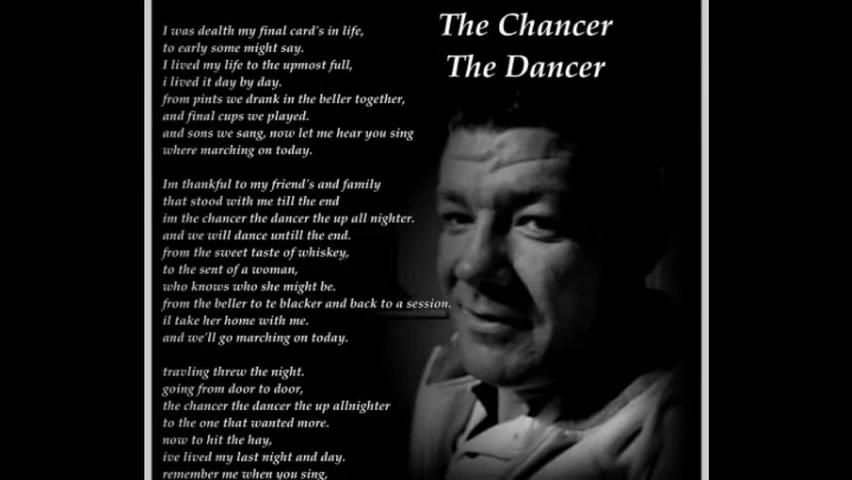 The Chancer
The Dancer
I was dealth my final card's in life,
to early some might say.
I lived my life to the upmost full,
i lived it day by day.
from pints we drank in the beller together,
and final cups we played.
and sons we sang, now let me hear you sing
where marching on today.
Im thankful to my friend's and family
that stood with me till the end
im the chancer the dancer the up all nighter.
and we will dance untill the end.
from the sweet taste of whiskey,
to the sent of a woman,
who knows who she might be.
from the beller to te blacker and back to a session.
il take her home with me.
and we'll go marching on today.
travling threw the night.
going from door to door,
the chancer the dancer the up allnighter
to the one that wanted more.
now to hit the hay,
ive lived my last night and day.
remember me when you sing,